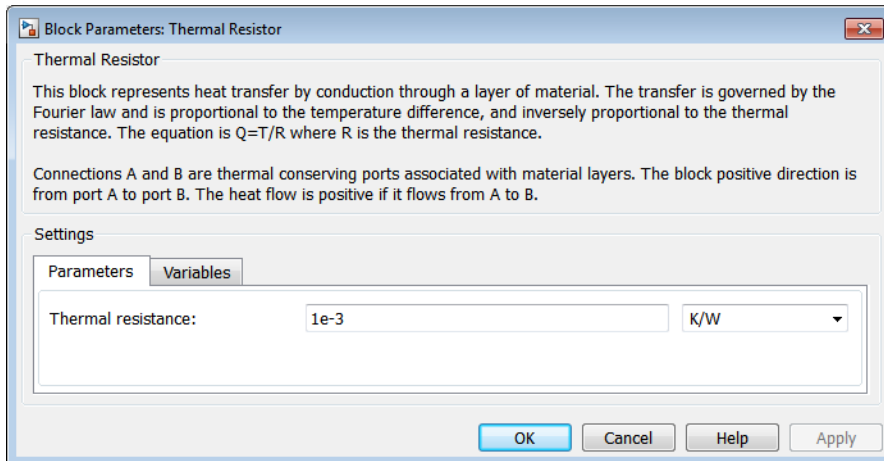 Block Parameters: Thermal Resistor
Thermal Resistor
This block represents heat transfer by conduction through a layer of material. The transfer is governed by the
Fourier law and is proportional to the temperature difference, and inversely proportional to the thermal
resistance. The equation is Q=T/R where R is the thermal resistance.
Connections A and B are thermal conserving ports associated with material layers. The block positive direction is
from port A to port B. The heat flow is positive if it flows from A to B.
Settings
Parameters Variables
Thermal resistance: 1e-3 K/W
OK Cancel Help Apply